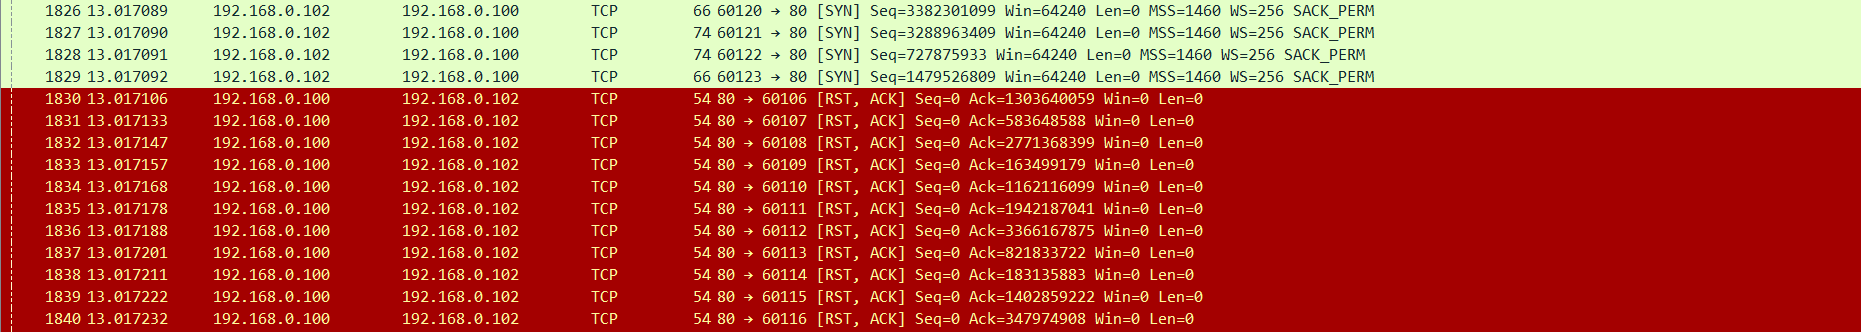 1826 13.017089 192.168.0.102 192.168.0.100 TCP 66 60120 → 80 [SYN] Seq=3382301099 Win=64240 Len=0 MSS=1460 WS=256 SACK_PERM
1827 13.017090 192.168.0.102 192.168.0.100 TCP 74 60121 → 80 [SYN] Seq=3288963409 Win=64240 Len=0 MSS=1460 WS=256 SACK_PERM
1828 13.017091 192.168.0.102 192.168.0.100 TCP 74 60122 → 80 [SYN] Seq=727875933 Win=64240 Len=0 MSS=1460 WS=256 SACK_PERM
1829 13.017092 192.168.0.102 192.168.0.100 TCP 66 60123 → 80 [SYN] Seq=1479526809 Win=64240 Len=0 MSS=1460 WS=256 SACK_PERM
1830 13.017106 192.168.0.100 192.168.0.102 TCP 54 80 → 60106 [RST, ACK] Seq=0 Ack=1303640059 Win=0 Len=0
1831 13.017133 192.168.0.100 192.168.0.102 TCP 54 80 → 60107 [RST, ACK] Seq=0 Ack=583648588 Win=0 Len=0
1832 13.017147 192.168.0.100 192.168.0.102 TCP 54 80 → 60108 [RST, ACK] Seq=0 Ack=2771368399 Win=0 Len=0
1833 13.017157 192.168.0.100 192.168.0.102 TCP 54 80 → 60109 [RST, ACK] Seq=0 Ack=163499179 Win=0 Len=0
1834 13.017168 192.168.0.100 192.168.0.102 TCP 54 80 → 60110 [RST, ACK] Seq=0 Ack=1162116099 Win=0 Len=0
1835 13.017178 192.168.0.100 192.168.0.102 TCP 54 80 → 60111 [RST, ACK] Seq=0 Ack=1942187041 Win=0 Len=0
1836 13.017188 192.168.0.100 192.168.0.102 TCP 54 80 → 60112 [RST, ACK] Seq=0 Ack=3366167875 Win=0 Len=0
1837 13.017201 192.168.0.100 192.168.0.102 TCP 54 80 → 60113 [RST, ACK] Seq=0 Ack=821833722 Win=0 Len=0
1838 13.017211 192.168.0.100 192.168.0.102 TCP 54 80 → 60114 [RST, ACK] Seq=0 Ack=183135883 Win=0 Len=0
1839 13.017222 192.168.0.100 192.168.0.102 TCP 54 80 → 60115 [RST, ACK] Seq=0 Ack=1402859222 Win=0 Len=0
1840 13.017232 192.168.0.100 192.168.0.102 TCP 54 80 → 60116 [RST, ACK] Seq=0 Ack=347974908 Win=0 Len=0